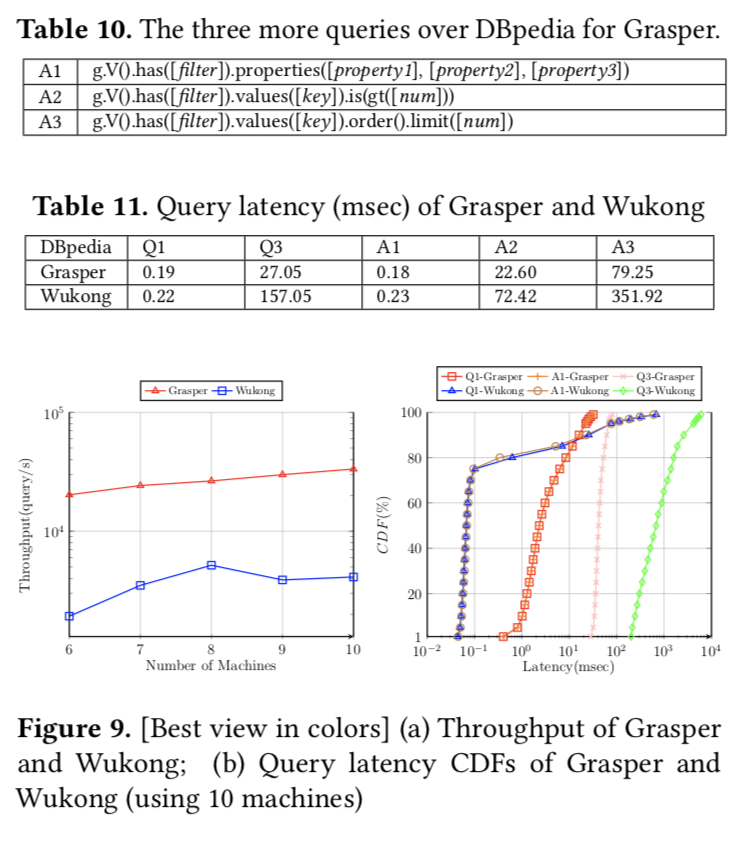 Table 10. The three more queries over DBpedia for Grasper.
A1 g.V().has([filter]).properties([property1], [property2], [property3])
A2 g.V().has([filter]).values([key]).is(gt([num]))
A3 g.V().has([filter]).values([key]).order().limit([num])
Table 11. Query latency (msec) of Grasper and Wukong
DBpedia Q1 Q3 A1 A2 A3
Grasper 0.19 27.05 0.18 22.60 79.25
Wukong 0.22 157.05 0.23 72.42 351.92
Grasper Wukong
10^5
10^4
Throughput(query/s)
6 7 8 9 10
Number of Machines
Q1-Grasper A1-Grasper Q3-Grasper
Q1-Wukong A1-Wukong Q3-Wukong
100
80
60
40
20
1
CDF(%)
10^-2 10^-1 10^0 10^1 10^2 10^3 10^4
Latency(msec)
Figure 9. [Best view in colors] (a) Throughput of Grasper
and Wukong; (b) Query latency CDFs of Grasper and
Wukong (using 10 machines)